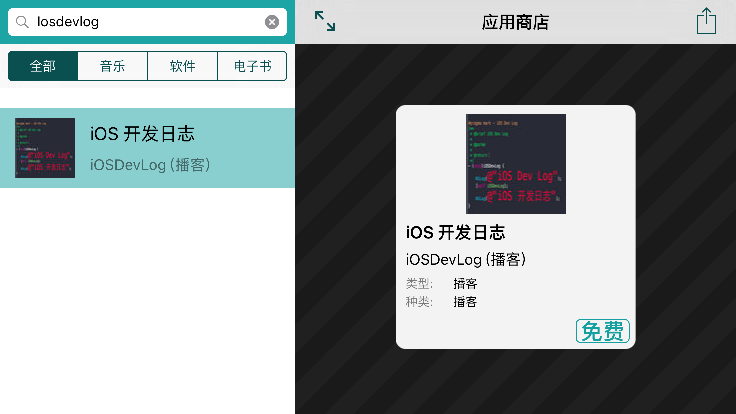 losdevlog
全部 音乐 软件 电子书
iOS 开发日志
iOSDevLog (播客)
应用商店
@"iOS Dev Log"
@"iOS 开发日志"
iOS 开发日志
iOSDevLog (播客)
类型: 播客
种类: 播客
免费